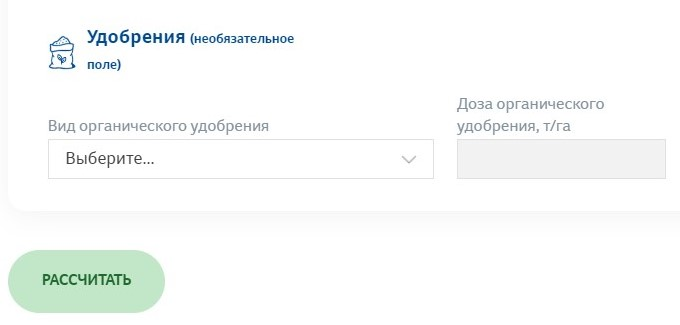 Удобрения (необязательное
поле)
Вид органического удобрения
Выберите...
Доза органического
удобрения, т/га
РАССЧИТАТЬ